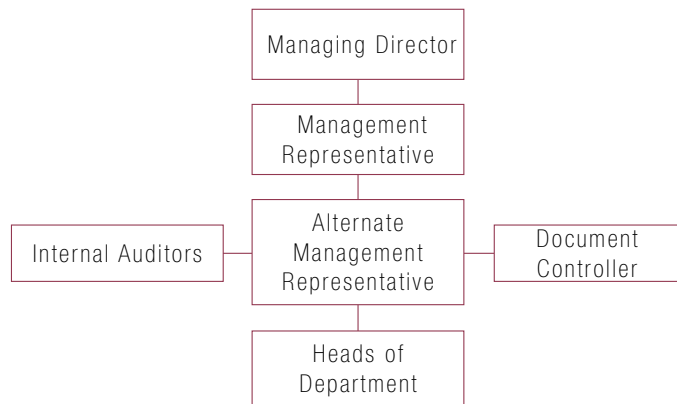 Managing Director
Management
Representative
Alternate
Management
Representative
Internal Auditors
Document
Controller
Heads of
Department